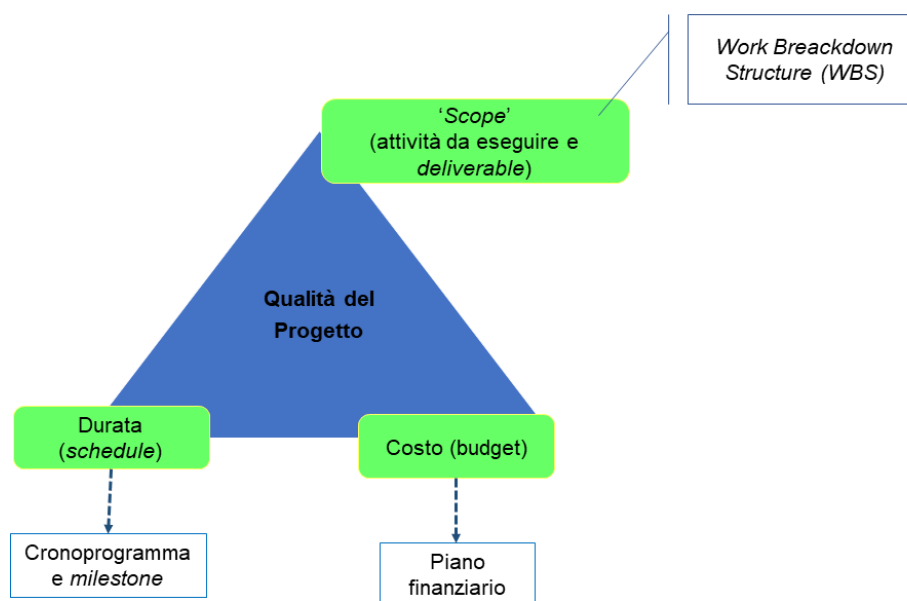 Work Breackdown
Structure (WBS)
‘Scope’
(attività da eseguire e
deliverable)
Qualità del
Progetto
Durata
(schedule)
Costo (budget)
Cronoprogramma
e milestone
Piano
finanziario